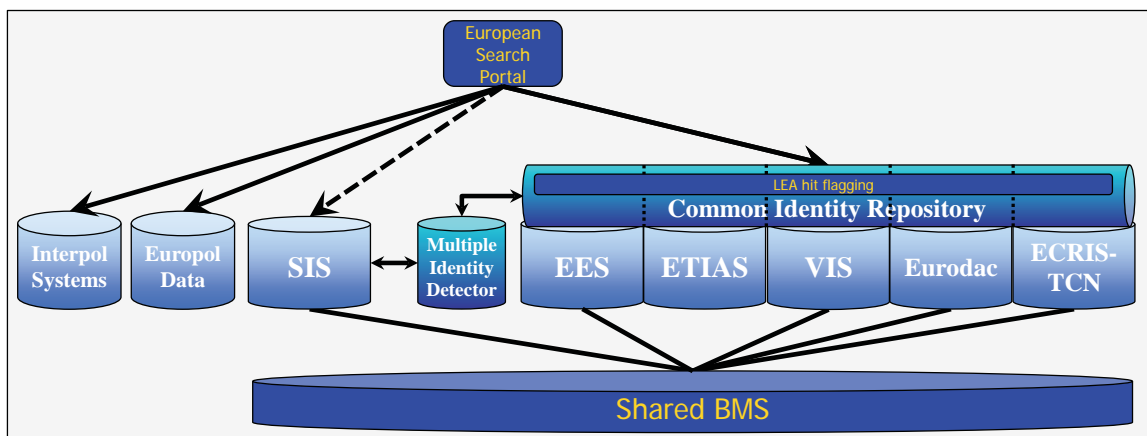 European
Search
Portal
LEA hit flagging
Common Identity Repository
Interpol
Systems
Europol
Data
SIS
Multiple
Identity
Detector
EES
ETIAS
VIS
Eurodac
ECRIS-
TCN
Shared BMS